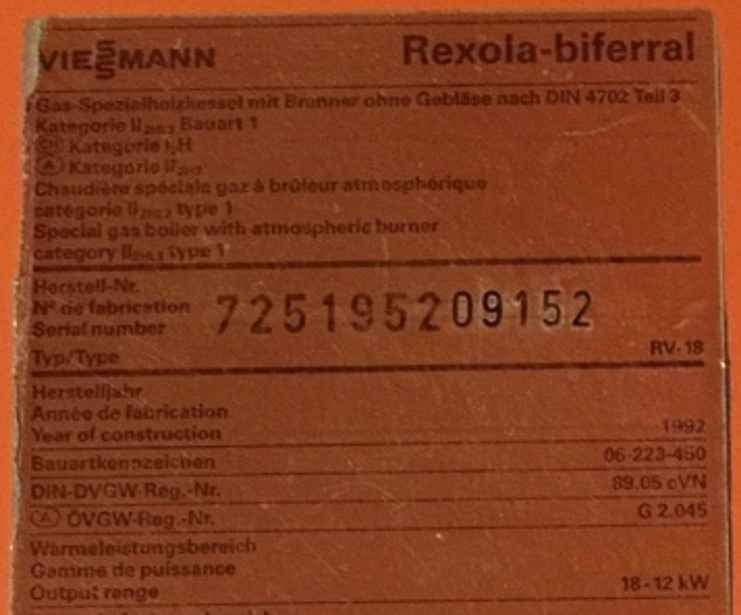 VIESSMANN Rexola-biferral
Gas-Spezialheizkessel mit Brenner ohne Gebläse nach DIN 4702 Teil 3
Kategorie II Bauart 1
CH Kategorie I₂H
A Kategorie II
Chaudière spéciale gaz à brûleur atmosphérique
catégorie II type 1
Special gas boiler with atmospheric burner
category II type 1
Herstell-Nr.
N° de fabrication
Serial number
725195209152
Typ/Type RV-18
Herstelljahr
Année de fabrication
Year of construction 1992
Bauartkennzeichen 06-223-450
DIN-DVGW-Reg.-Nr. 89.05 cVN
A ÖVGW-Reg.-Nr. G 2.045
Wärmeleistungsbereich
Gamme de puissance
Output range 18-12 kW